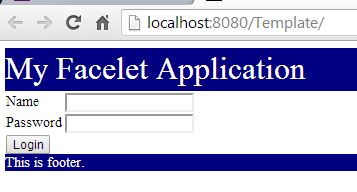 localhost:8080/Template/
My Facelet Application
Name
Password
Login
This is footer.